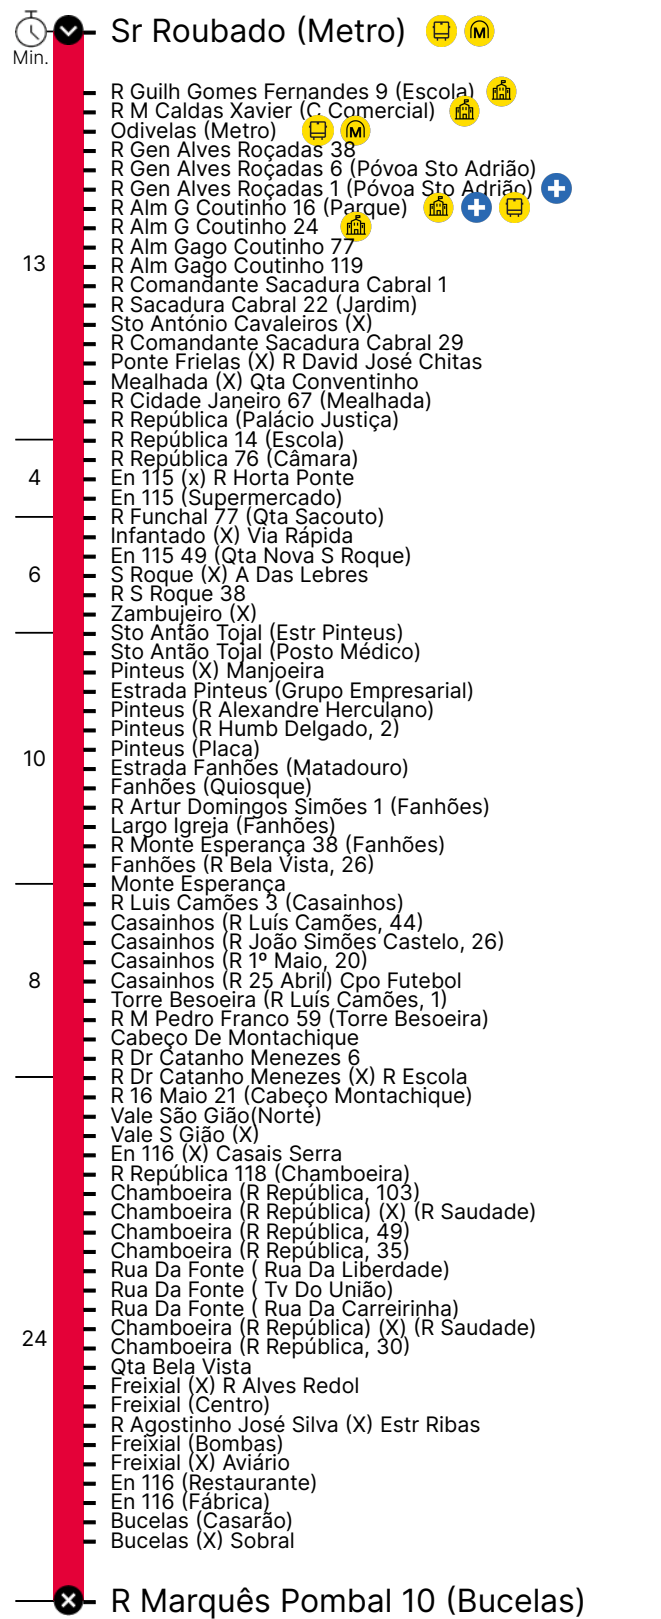 Sr Roubado (Metro)
Min.
R Guilh Gomes Fernandes 9 (Escola)
R M Caldas Xavier (C Comercial)
Odivelas (Metro)
R Gen Alves Roçadas 38
R Gen Alves Roçadas 6 (Póvoa Sto Adrião)
R Gen Alves Roçadas 1 (Póvoa Sto Adrião)
R Alm G Coutinho 16 (Parque)
R Alm G Coutinho 24
R Alm Gago Coutinho 77
13
R Alm Gago Coutinho 119
R Comandante Sacadura Cabral 1
R Sacadura Cabral 22 (Jardim)
Sto António Cavaleiros (X)
R Comandante Sacadura Cabral 29
Ponte Frielas (X) R David José Chitas
Mealhada (X) Qta Conventinho
R Cidade Janeiro 67 (Mealhada)
R República (Palácio Justiça)
R República 14 (Escola)
R República 76 (Câmara)
4
En 115 (x) R Horta Ponte
En 115 (Supermercado)
R Funchal 77 (Qta Sacouto)
Infantado (X) Via Rápida
En 115 49 (Qta Nova S Roque)
6
S Roque (X) A Das Lebres
R S Roque 38
Zambujeiro (X)
Sto Antão Tojal (Estr Pinteus)
Sto Antão Tojal (Posto Médico)
Pinteus (X) Manjoeira
Estrada Pinteus (Grupo Empresarial)
Pinteus (R Alexandre Herculano)
Pinteus (R Humb Delgado, 2)
Pinteus (Placa)
10
Estrada Fanhões (Matadouro)
Fanhões (Quiosque)
R Artur Domingos Simões 1 (Fanhões)
Largo Igreja (Fanhões)
R Monte Esperança 38 (Fanhões)
Fanhões (R Bela Vista, 26)
Monte Esperança
R Luis Camões 3 (Casainhos)
Casainhos (R Luís Camões, 44)
Casainhos (R João Simões Castelo, 26)
Casainhos (R 1º Maio, 20)
8
Casainhos (R 25 Abril) Cpo Futebol
Torre Besoeira (R Luís Camões, 1)
R M Pedro Franco 59 (Torre Besoeira)
Cabeço De Montachique
R Dr Catanho Menezes 6
R Dr Catanho Menezes (X) R Escola
R 16 Maio 21 (Cabeço Montachique)
Vale São Gião(Norte)
Vale S Gião (X)
En 116 (X) Casais Serra
R República 118 (Chamboeira)
Chamboeira (R República, 103)
Chamboeira (R República) (X) (R Saudade)
Chamboeira (R República, 49)
Chamboeira (R República, 35)
Rua Da Fonte ( Rua Da Liberdade)
Rua Da Fonte ( Tv Do União)
Rua Da Fonte ( Rua Da Carreirinha)
Chamboeira (R República) (X) (R Saudade)
24
Chamboeira (R República, 30)
Qta Bela Vista
Freixial (X) R Alves Redol
Freixial (Centro)
R Agostinho José Silva (X) Estr Ribas
Freixial (Bombas)
Freixial (X) Aviário
En 116 (Restaurante)
En 116 (Fábrica)
Bucelas (Casarão)
Bucelas (X) Sobral
R Marquês Pombal 10 (Bucelas)